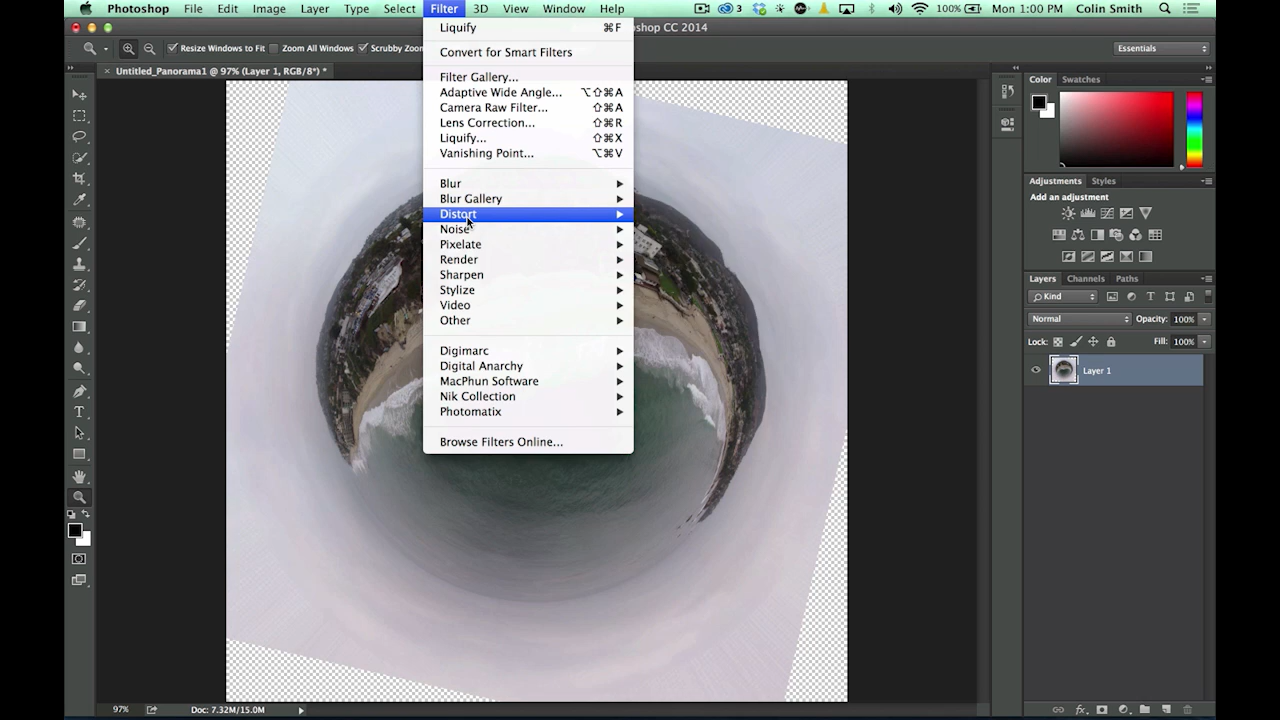 Photoshop File Edit Image Layer Type Select Filter 3D View Window Help 3 100% Mon 1:00 PM Colin Smith
shop CC 2014
Resize Windows to Fit Zoom All Windows Scrubby Zoom Essentials
× Untitled_Panorama1 @ 97% (Layer 1, RGB/8*) *
Liquify ⌘F
Convert for Smart Filters
Filter Gallery...
Adaptive Wide Angle... ⌥⇧⌘A
Camera Raw Filter... ⇧⌘A
Lens Correction... ⇧⌘R
Liquify... ⇧⌘X
Vanishing Point... ⌥⌘V
Blur
Blur Gallery
Distort
Noise
Pixelate
Render
Sharpen
Stylize
Video
Other
Digimarc
Digital Anarchy
MacPhun Software
Nik Collection
Photomatix
Browse Filters Online...
Color Swatches
Adjustments Styles
Add an adjustment
Layers Channels Paths
Kind T
Normal Opacity: 100%
Lock: Fill: 100%
Layer 1
T
97% Doc: 7.32M/15.0M
fx